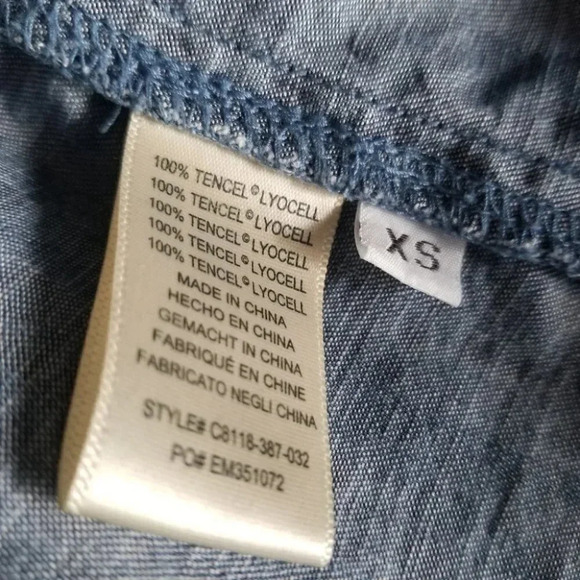 100% TENCEL© LYOCELL
100% TENCEL© LYOCELL
100% TENCEL© LYOCELL
100% TENCEL© LYOCELL
100% TENCEL© LYOCELL
MADE IN CHINA
HECHO EN CHINA
GEMACHT IN CHINA
FABRIQUÉ EN CHINE
FABRICATO NEGLI CHINA
STYLE# C8118-387-032
PO# EM351072
XS